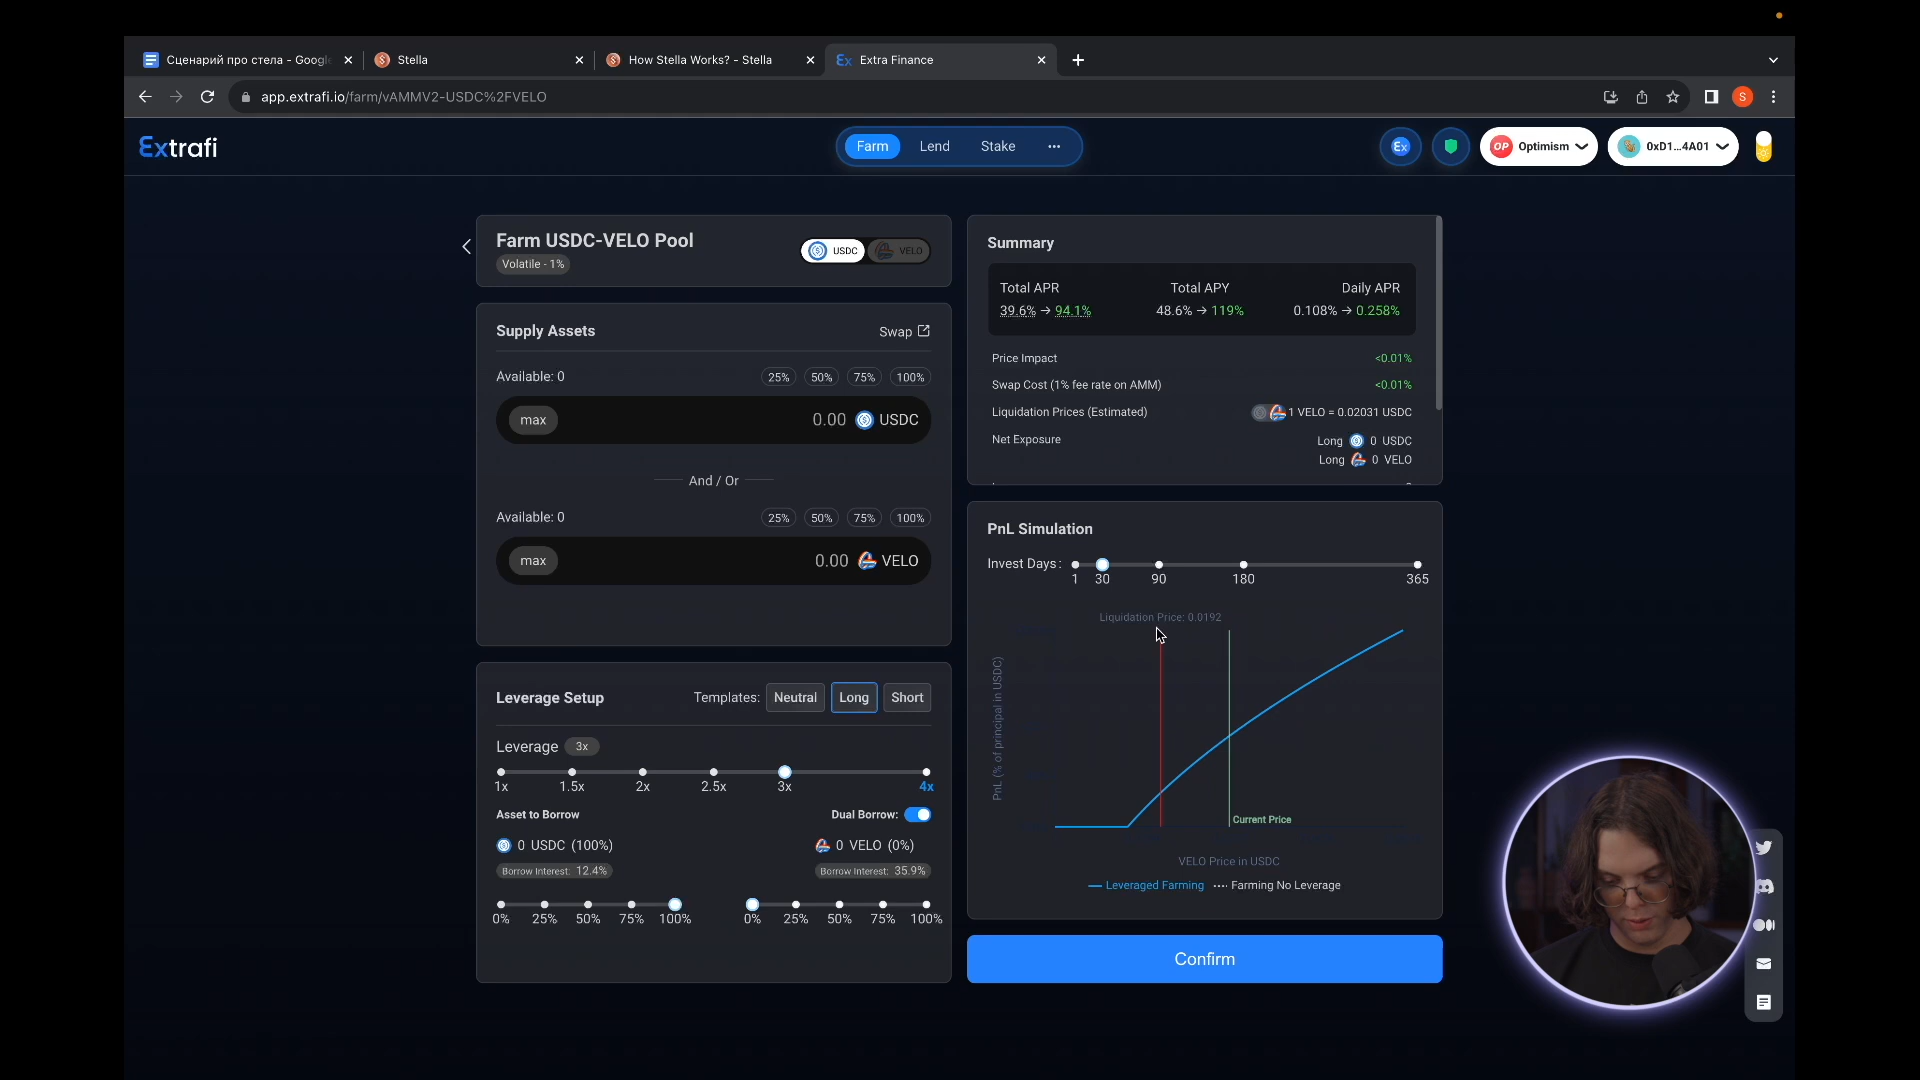 Сценарий про стела - Googl
Stella
How Stella Works? - Stella
Extra Finance
app.extrafi.io/farm/vAMMV2-USDC%2FVELO
S
Extrafi
Farm
Lend
Stake
Ex
OP Optimism
0xD1...4A01
Farm USDC-VELO Pool
Volatile - 1%
USDC
VELO
Supply Assets
Swap
Available: 0
25%
50%
75%
100%
max
0.00
USDC
And / Or
Available: 0
25%
50%
75%
100%
max
0.00
VELO
Leverage Setup
Templates:
Neutral
Long
Short
Leverage
3x
1x
1.5x
2x
2.5x
3x
4x
Asset to Borrow
Dual Borrow:
0 USDC (100%)
0 VELO (0%)
Borrow Interest: 12.4%
Borrow Interest: 35.9%
0%
25%
50%
75%
100%
0%
25%
50%
75%
100%
Summary
Total APR
Total APY
Daily APR
39.6% → 94.1%
48.6% → 119%
0.108% → 0.258%
Price Impact
<0.01%
Swap Cost (1% fee rate on AMM)
<0.01%
Liquidation Prices (Estimated)
1 VELO = 0.02031 USDC
Net Exposure
Long 0 USDC
Long 0 VELO
PnL Simulation
Invest Days:
1
30
90
180
365
Liquidation Price: 0.0192
PnL (% of principal in USDC)
Current Price
VELO Price in USDC
Leveraged Farming
Farming No Leverage
Confirm